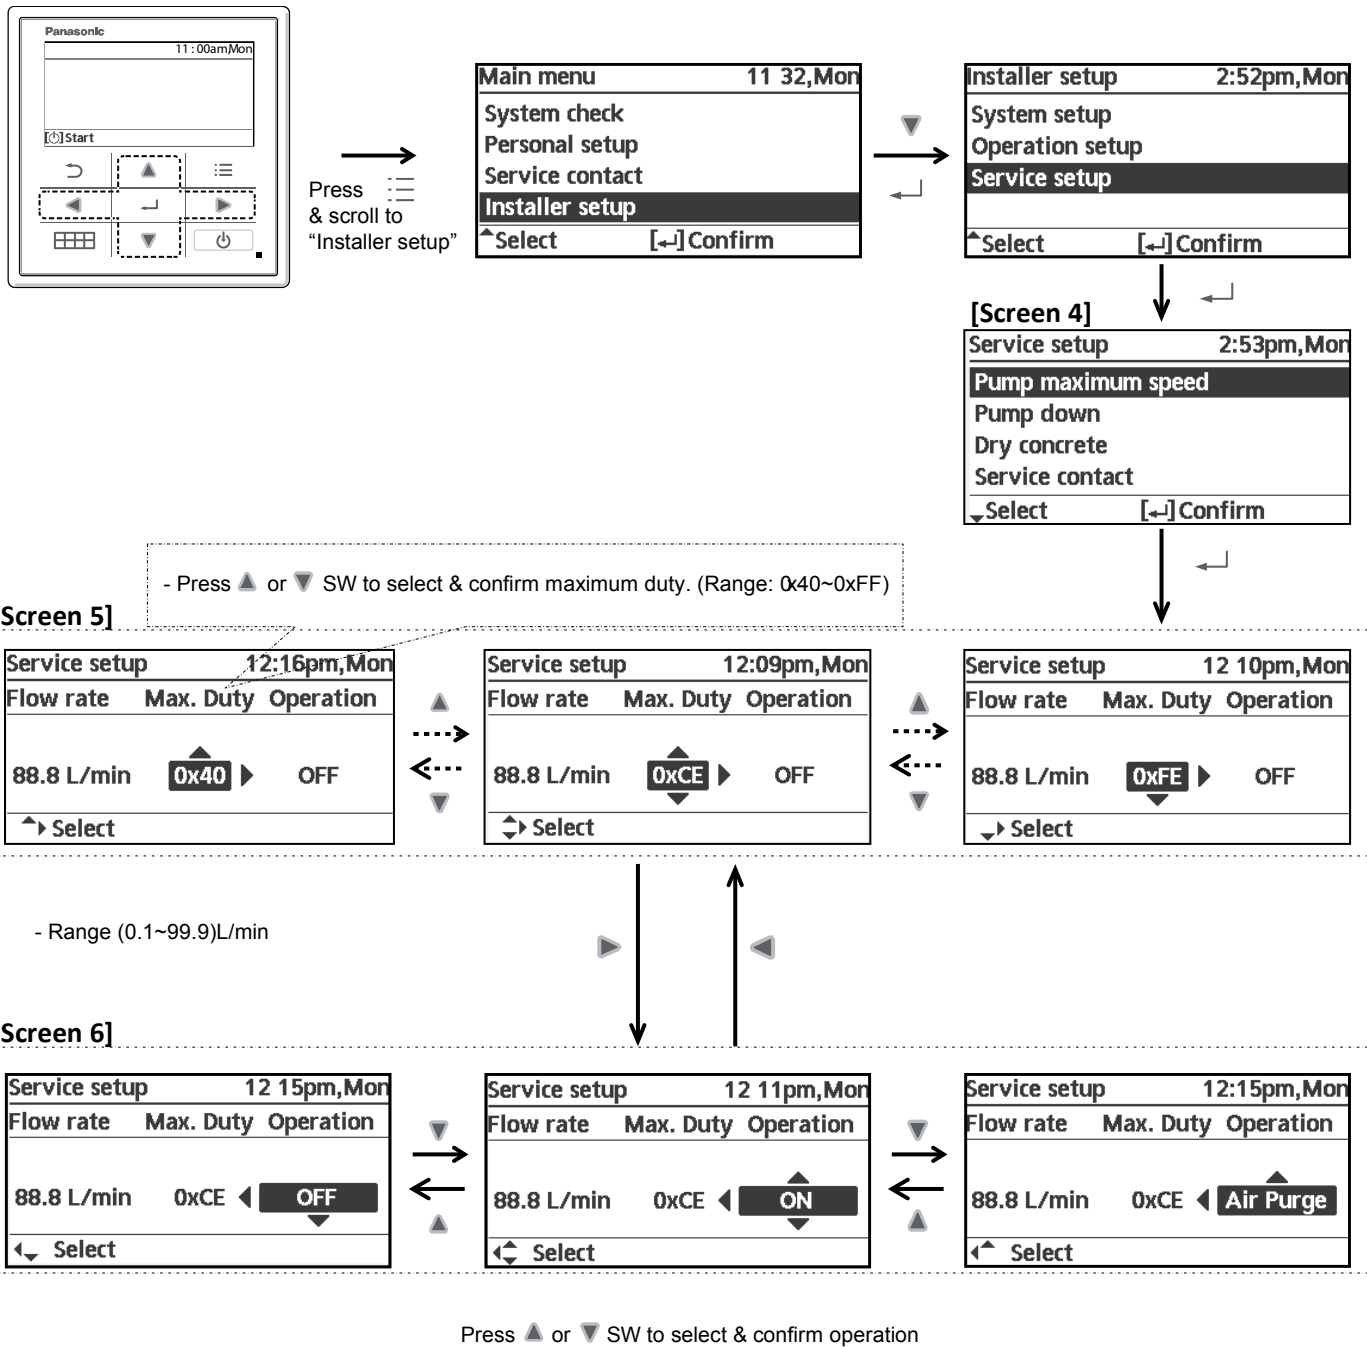 Panasonic
11:00am,Mon
[⏻]Start
Press
& scroll to
“Installer setup”
Main menu 11 32,Mon
System check
Personal setup
Service contact
Installer setup
Select [↵]Confirm
Installer setup 2:52pm,Mon
System setup
Operation setup
Service setup
Select [↵]Confirm
[Screen 4]
Service setup 2:53pm,Mon
Pump maximum speed
Pump down
Dry concrete
Service contact
Select [↵]Confirm
- Press ▲ or ▼ SW to select & confirm maximum duty. (Range: 0x40~0xFF)
Screen 5]
Service setup 12:16pm,Mon
Flow rate Max. Duty Operation
88.8 L/min 0x40 OFF
Select
Service setup 12:09pm,Mon
Flow rate Max. Duty Operation
88.8 L/min 0xCE OFF
Select
Service setup 12 10pm,Mon
Flow rate Max. Duty Operation
88.8 L/min 0xFE OFF
Select
- Range (0.1~99.9)L/min
Screen 6]
Service setup 12 15pm,Mon
Flow rate Max. Duty Operation
88.8 L/min 0xCE OFF
Select
Service setup 12 11pm,Mon
Flow rate Max. Duty Operation
88.8 L/min 0xCE ON
Select
Service setup 12:15pm,Mon
Flow rate Max. Duty Operation
88.8 L/min 0xCE Air Purge
Select
Press ▲ or ▼ SW to select & confirm operation